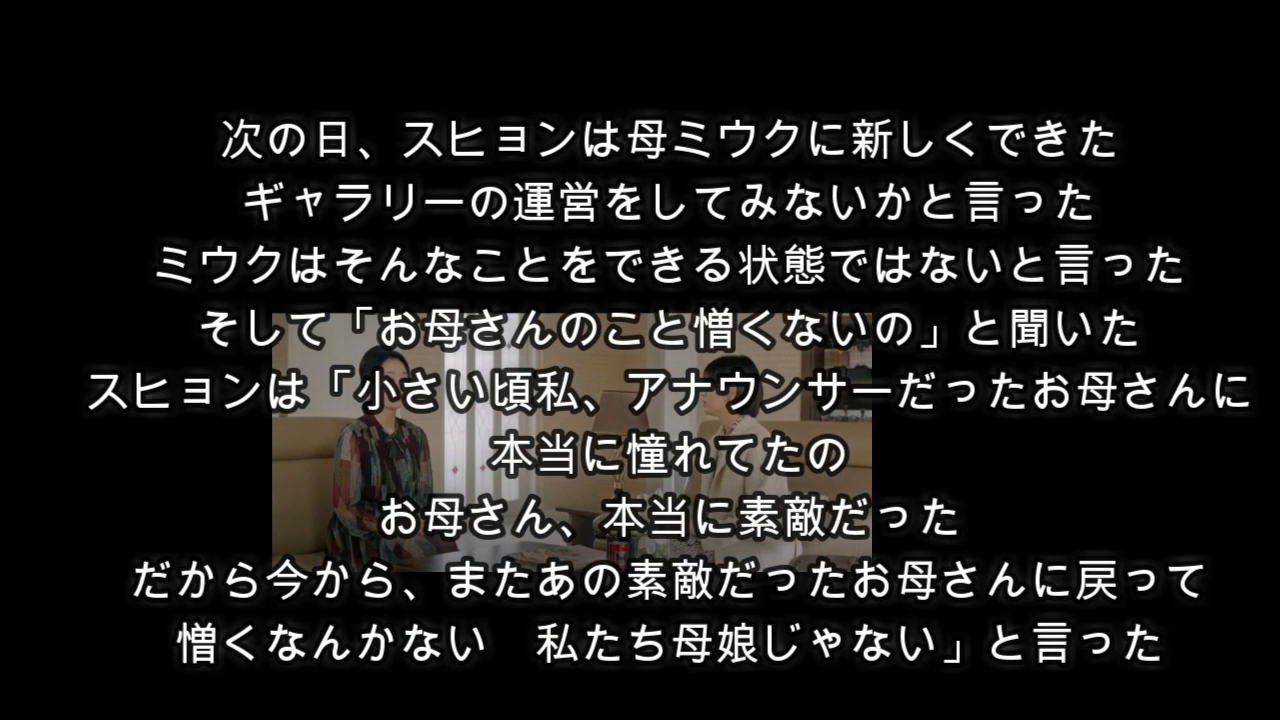 次の日、スヒョンは母ミウクに新しくできた
ギャラリーの運営をしてみないかと言った
ミウクはそんなことをできる状態ではないと言った
そして「お母さんのこと憎くないの」と聞いた
スヒョンは「小さい頃私、アナウンサーだったお母さんに
本当に憧れてたの
お母さん、本当に素敵だった
だから今から、またあの素敵だったお母さんに戻って
憎くなんかない　私たち母娘じゃない」と言った